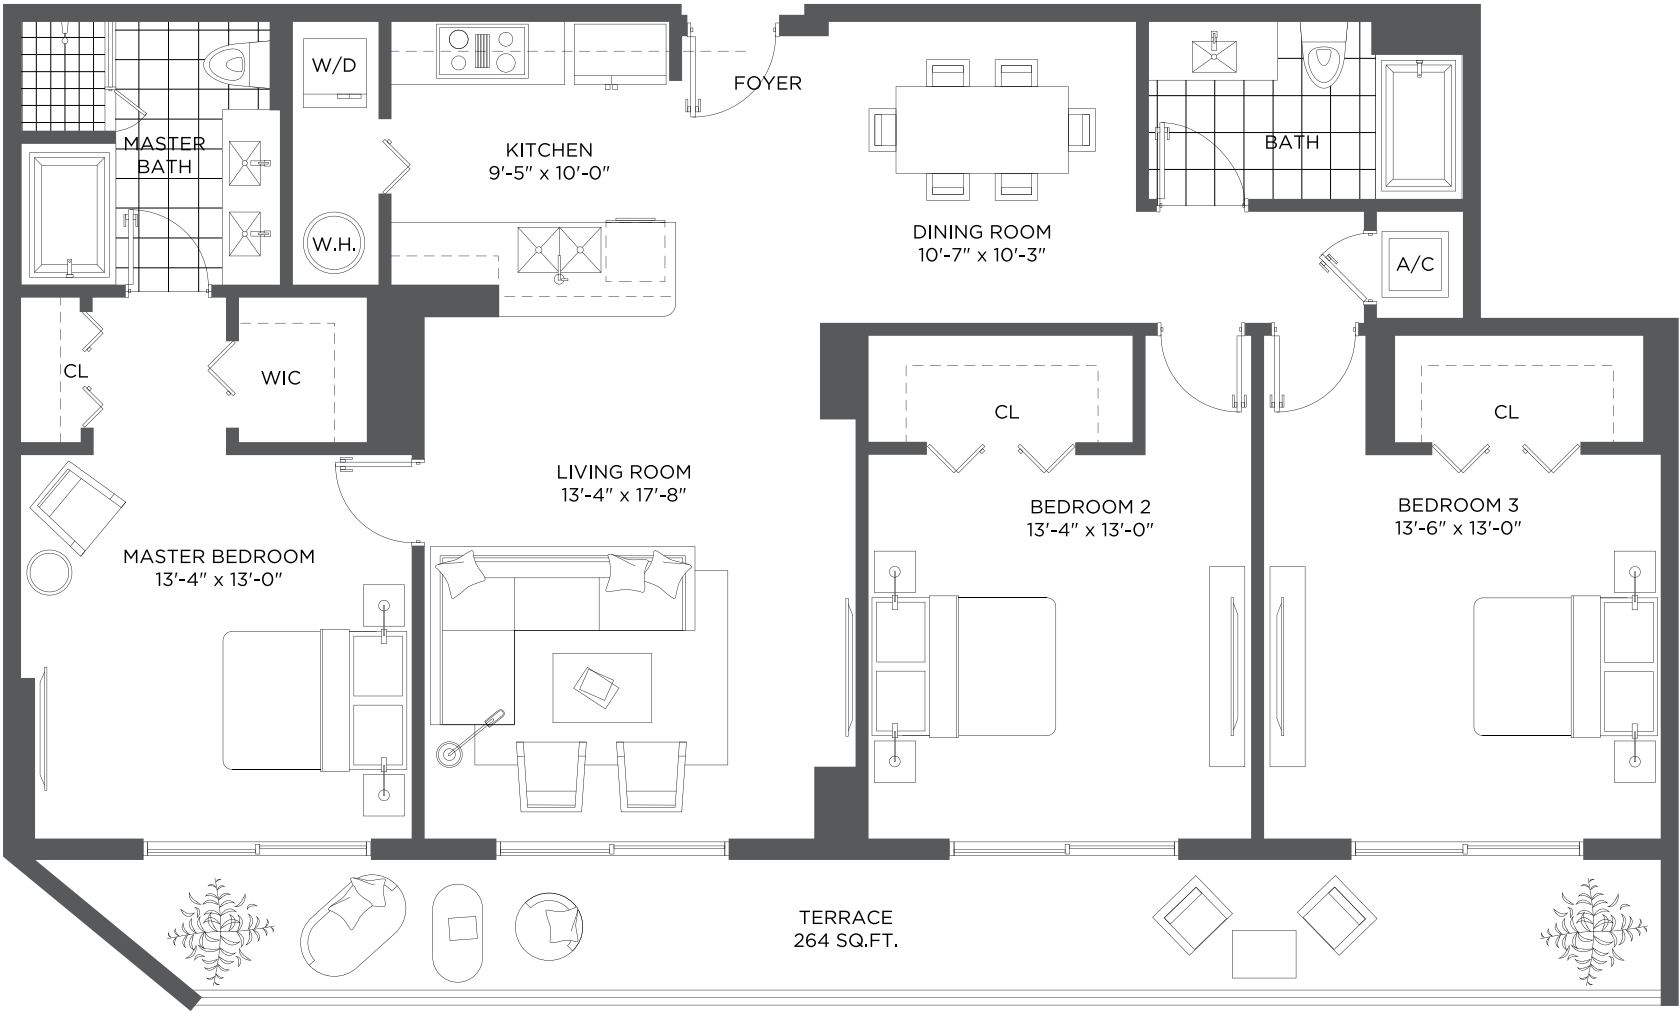 W/D
FOYER
MASTER
BATH
KITCHEN
9'-5" x 10'-0"
BATH
W.H.
DINING ROOM
10'-7" x 10'-3"
A/C
CL
WIC
CL
CL
LIVING ROOM
13'-4" x 17'-8"
BEDROOM 2
13'-4" x 13'-0"
BEDROOM 3
13'-6" x 13'-0"
MASTER BEDROOM
13'-4" x 13'-0"
TERRACE
264 SQ.FT.